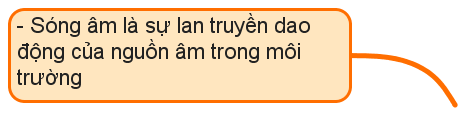 - Sóng âm là sự lan truyền dao
động của nguồn âm trong môi
trường